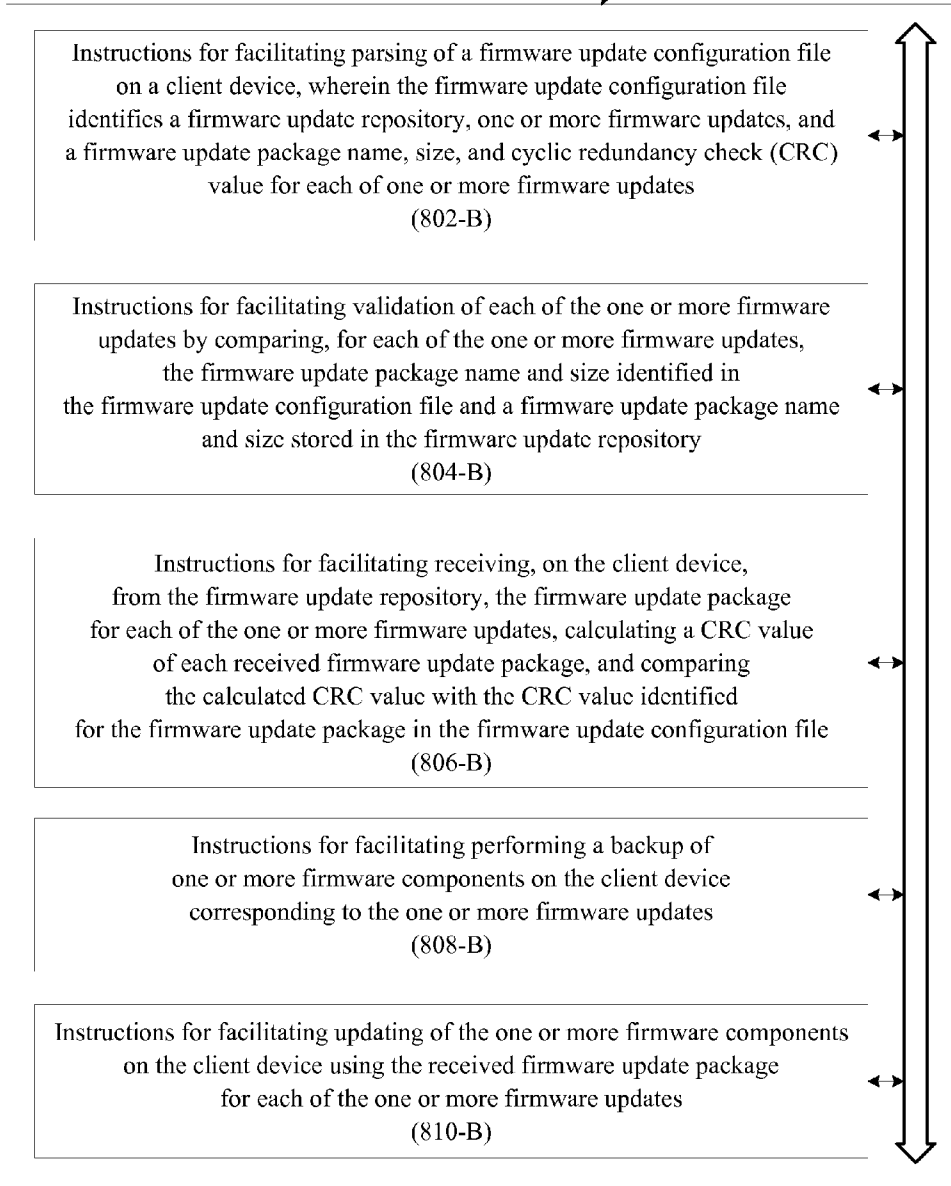 Instructions for facilitating parsing of a firmware update configuration file
on a client device, wherein the firmware update configuration file
identifies a firmware update repository, one or more firmware updates, and
a firmware update package name, size, and cyclic redundancy check (CRC)
value for each of one or more firmware updates
(802-B)
Instructions for facilitating validation of each of the one or more firmware
updates by comparing, for each of the one or more firmware updates,
the firmware update package name and size identified in
the firmware update configuration file and a firmware update package name
and size stored in the firmware update repository
(804-B)
Instructions for facilitating receiving, on the client device,
from the firmware update repository, the firmware update package
for each of the one or more firmware updates, calculating a CRC value
of each received firmware update package, and comparing
the calculated CRC value with the CRC value identified
for the firmware update package in the firmware update configuration file
(806-B)
Instructions for facilitating performing a backup of
one or more firmware components on the client device
corresponding to the one or more firmware updates
(808-B)
Instructions for facilitating updating of the one or more firmware components
on the client device using the received firmware update package
for each of the one or more firmware updates
(810-B)